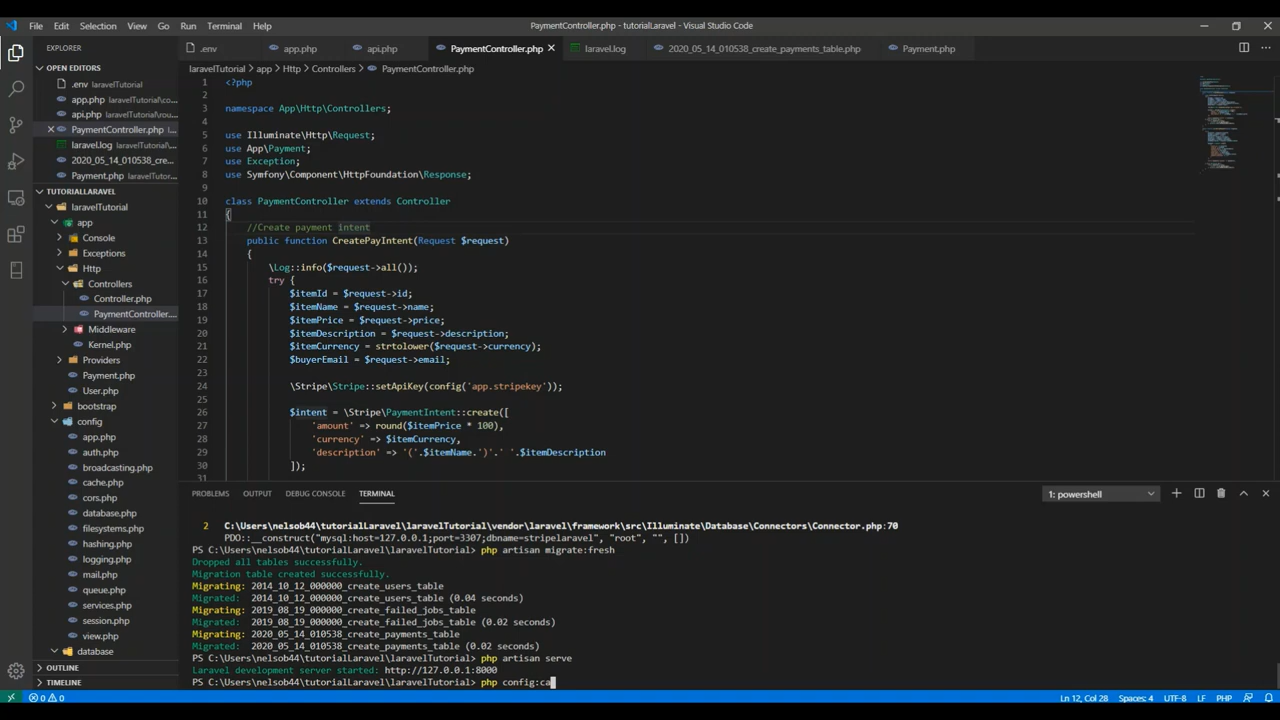 File Edit Selection View Go Run Terminal Help
PaymentController.php - tutorialLaravel - Visual Studio Code
EXPLORER
OPEN EDITORS
.env laravelTutorial
app.php laravelTutorial\co...
api.php laravelTutorial\rou...
PaymentController.php l...
laravel.log laravelTutorial...
2020_05_14_010538_cre...
Payment.php laravelTutor...
TUTORIALLARAVEL
laravelTutorial
app
Console
Exceptions
Http
Controllers
Controller.php
PaymentController....
Middleware
Kernel.php
Providers
Payment.php
User.php
bootstrap
config
app.php
auth.php
broadcasting.php
cache.php
cors.php
database.php
filesystems.php
hashing.php
logging.php
mail.php
queue.php
services.php
session.php
view.php
database
OUTLINE
TIMELINE
.env app.php api.php PaymentController.php laravel.log 2020_05_14_010538_create_payments_table.php Payment.php
laravelTutorial > app > Http > Controllers > PaymentController.php
1 <?php
2
3 namespace App\Http\Controllers;
4
5 use Illuminate\Http\Request;
6 use App\Payment;
7 use Exception;
8 use Symfony\Component\HttpFoundation\Response;
9
10 class PaymentController extends Controller
11 {
12 //Create payment intent
13 public function CreatePayIntent(Request $request)
14 {
15 \Log::info($request->all());
16 try {
17 $itemId = $request->id;
18 $itemName = $request->name;
19 $itemPrice = $request->price;
20 $itemDescription = $request->description;
21 $itemCurrency = strtolower($request->currency);
22 $buyerEmail = $request->email;
23
24 \Stripe\Stripe::setApiKey(config('app.stripekey'));
25
26 $intent = \Stripe\PaymentIntent::create([
27 'amount' => round($itemPrice * 100),
28 'currency' => $itemCurrency,
29 'description' => '('.$itemName.')'.' '.$itemDescription
30 ]);
31
PROBLEMS OUTPUT DEBUG CONSOLE TERMINAL
1: powershell
2 C:\Users\nelsob44\tutorialLaravel\laravelTutorial\vendor\laravel\framework\src\Illuminate\Database\Connectors\Connector.php:70
PDO::__construct("mysql:host=127.0.0.1;port=3307;dbname=stripelaravel", "root", "", [])
PS C:\Users\nelsob44\tutorialLaravel\laravelTutorial> php artisan migrate:fresh
Dropped all tables successfully.
Migration table created successfully.
Migrating: 2014_10_12_000000_create_users_table
Migrated: 2014_10_12_000000_create_users_table (0.04 seconds)
Migrating: 2019_08_19_000000_create_failed_jobs_table
Migrated: 2019_08_19_000000_create_failed_jobs_table (0.02 seconds)
Migrating: 2020_05_14_010538_create_payments_table
Migrated: 2020_05_14_010538_create_payments_table (0.02 seconds)
PS C:\Users\nelsob44\tutorialLaravel\laravelTutorial> php artisan serve
Laravel development server started: http://127.0.0.1:8000
PS C:\Users\nelsob44\tutorialLaravel\laravelTutorial> php config:ca
0 0
Ln 12, Col 28 Spaces: 4 UTF-8 LF PHP